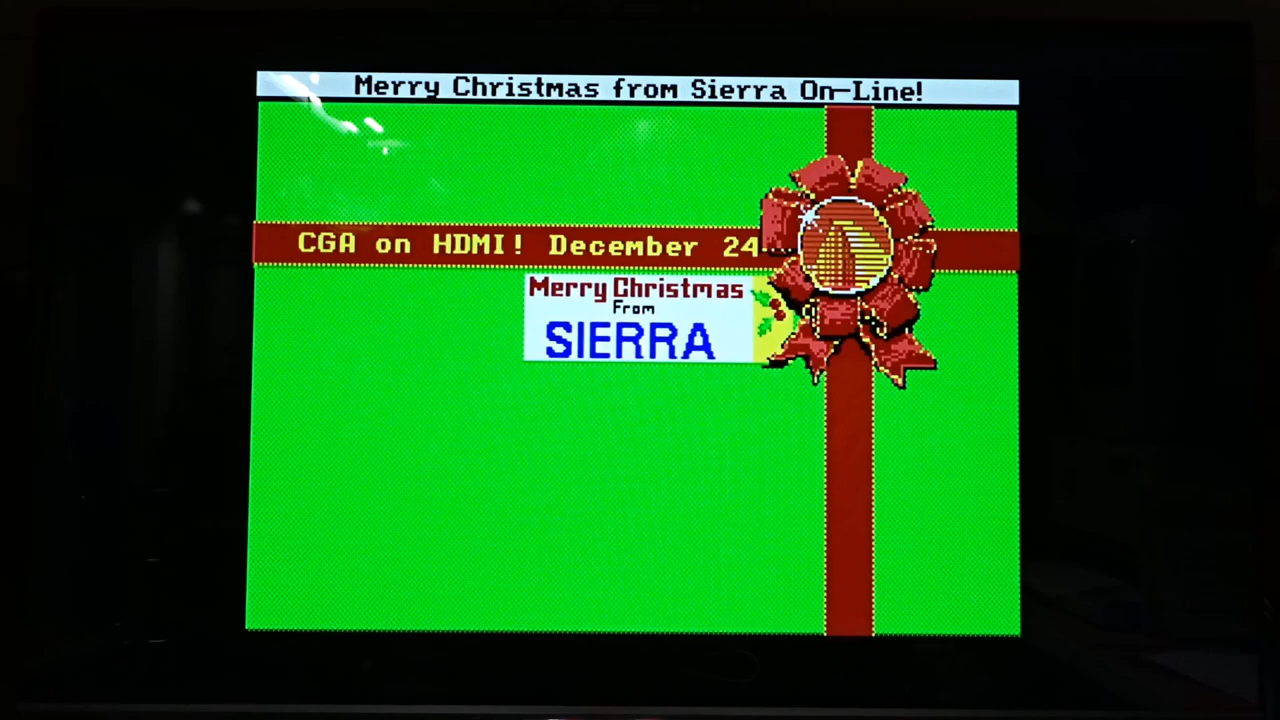 Merry Christmas from Sierra On-Line!
CGA on HDMI! December 24
Merry Christmas
From
SIERRA